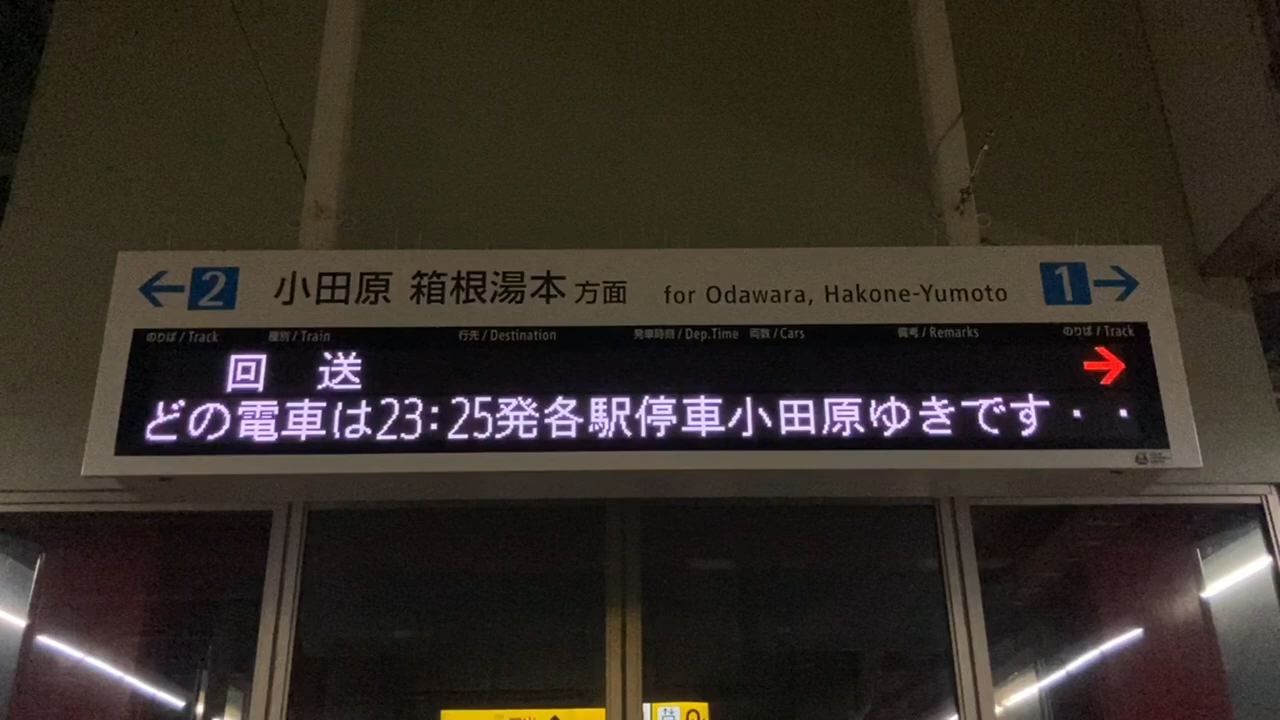 ←2 小田原 箱根湯本 方面 for Odawara, Hakone-Yumoto 1→
のりば/Track 種別/Train 行先/Destination 発車時刻/Dep.Time 両数/Cars 備考/Remarks のりば/Track
回 送 →
どの電車は23:25発各駅停車小田原ゆきです・・